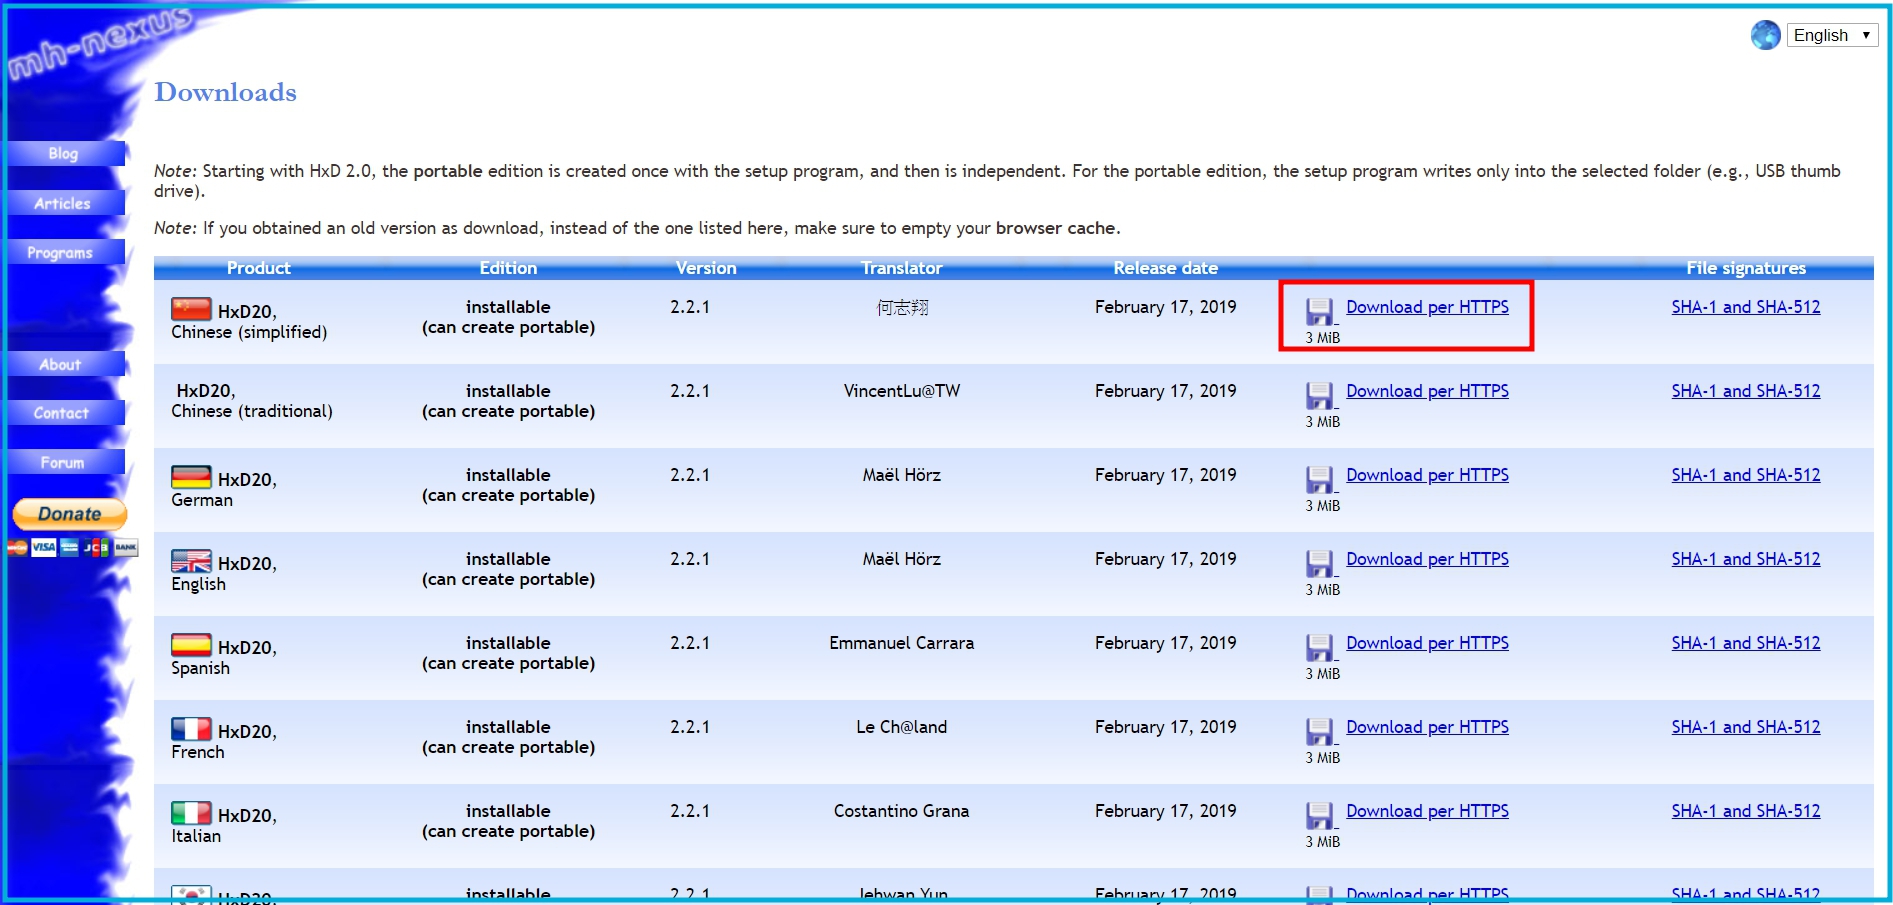 mh-nexus
English
Downloads
Blog
Note: Starting with HxD 2.0, the portable edition is created once with the setup program, and then is independent. For the portable edition, the setup program writes only into the selected folder (e.g., USB thumb
drive).
Articles
Note: If you obtained an old version as download, instead of the one listed here, make sure to empty your browser cache.
Programs
Product Edition Version Translator Release date File signatures
HxD20, installable 2.2.1 何志翔 February 17, 2019 Download per HTTPS SHA-1 and SHA-512
Chinese (simplified) (can create portable) 3 MiB
About
HxD20, installable 2.2.1 VincentLu@TW February 17, 2019 Download per HTTPS SHA-1 and SHA-512
Chinese (traditional) (can create portable) 3 MiB
Contact
Forum
HxD20, installable 2.2.1 Maël Hörz February 17, 2019 Download per HTTPS SHA-1 and SHA-512
German (can create portable) 3 MiB
Donate
VISA JCB BANK
HxD20, installable 2.2.1 Maël Hörz February 17, 2019 Download per HTTPS SHA-1 and SHA-512
English (can create portable) 3 MiB
HxD20, installable 2.2.1 Emmanuel Carrara February 17, 2019 Download per HTTPS SHA-1 and SHA-512
Spanish (can create portable) 3 MiB
HxD20, installable 2.2.1 Le Ch@land February 17, 2019 Download per HTTPS SHA-1 and SHA-512
French (can create portable) 3 MiB
HxD20, installable 2.2.1 Costantino Grana February 17, 2019 Download per HTTPS SHA-1 and SHA-512
Italian (can create portable) 3 MiB
HxD20, installable 2.2.1 Jehwan Yun February 17, 2019 Download per HTTPS SHA-1 and SHA-512